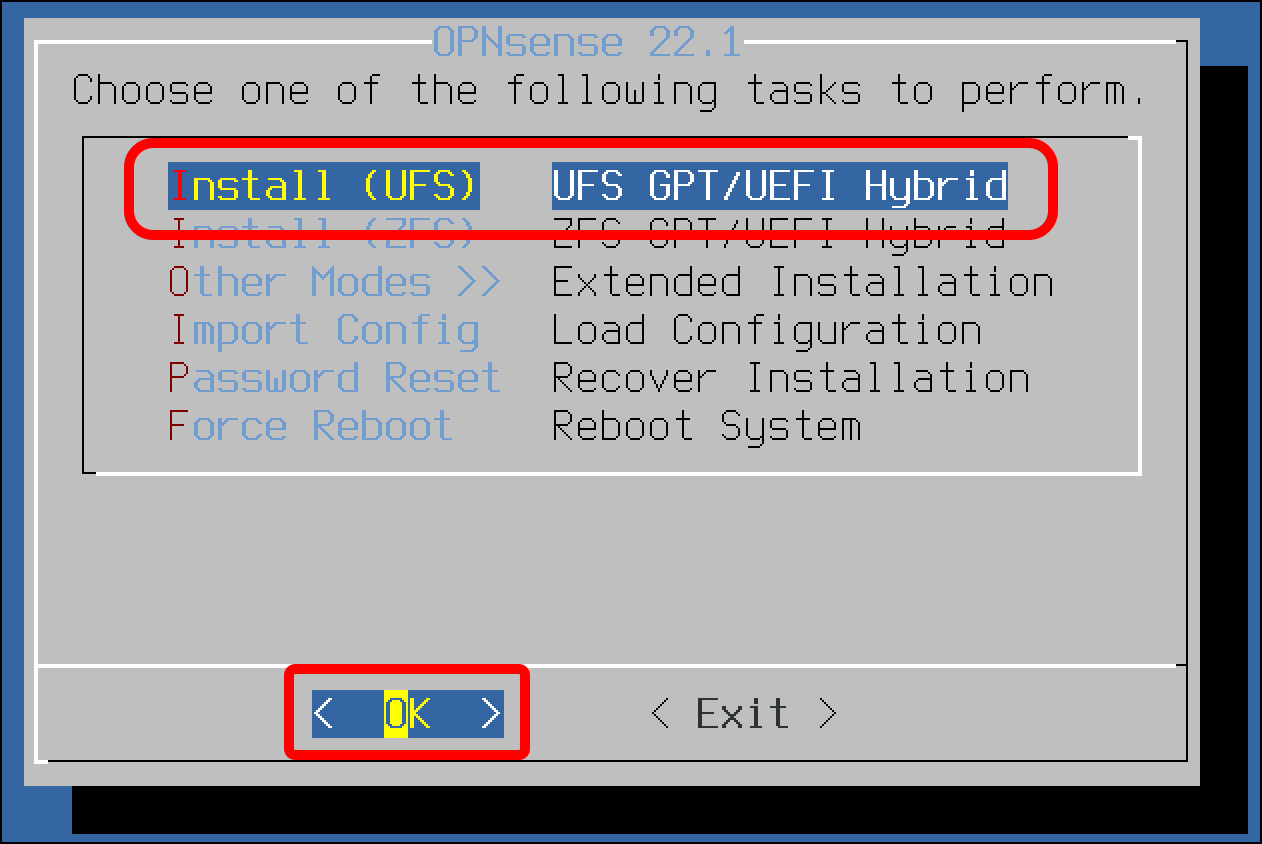 OPNsense 22.1
Choose one of the following tasks to perform.
Install (UFS) UFS GPT/UEFI Hybrid
Install (ZFS) ZFS GPT/UEFI Hybrid
Other Modes >> Extended Installation
Import Config Load Configuration
Password Reset Recover Installation
Force Reboot Reboot System
< OK > < Exit >